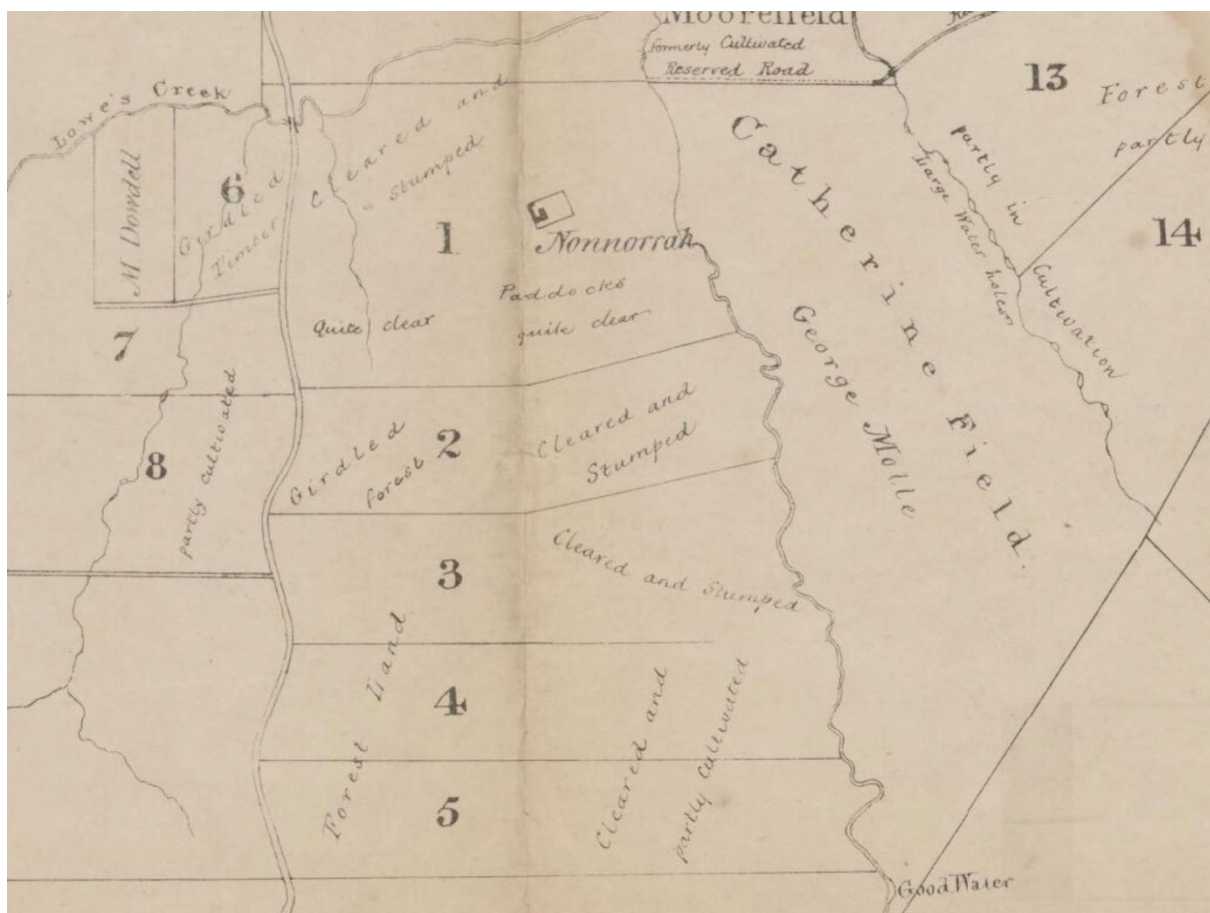 Moorefield
formerly Cultivated
Reserved Road
13
Forest
partly
14
Lowe's Creek
M. Dowdell
6
Girdled
Timber
Cleared and
Stumped
1
Nonnorrah
Paddocks
quite clear
Quite clear
Catherine Field.
George Molle
partly in
Cultivation
Large Water holes
7
8
partly cultivated
2
Girdled
forest
Cleared and
Stumped
3
Cleared and Stumped
4
Forest Land
Cleared and
partly Cultivated
5
Good Water